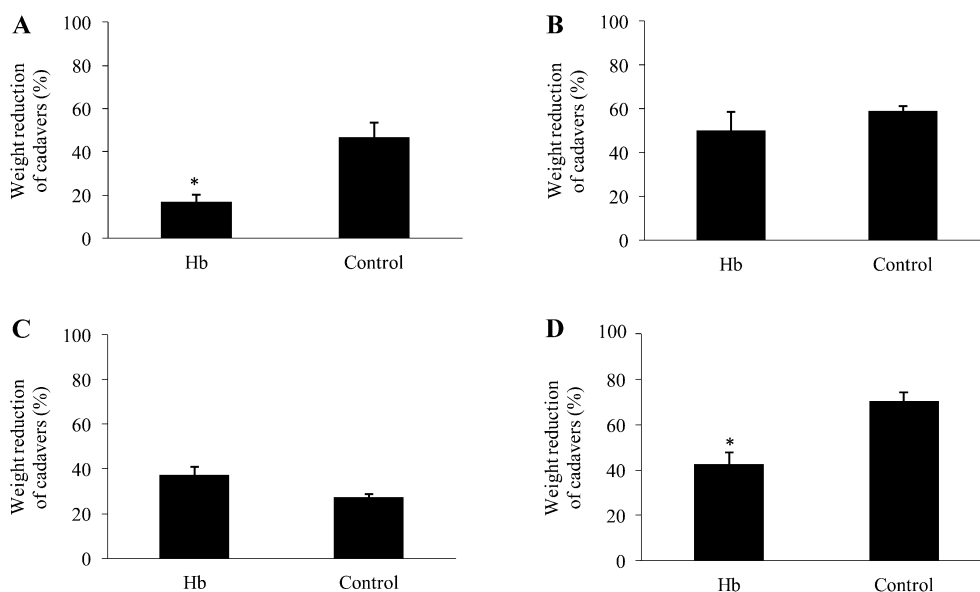 A
Weight reduction
of cadavers (%)
100
80
60
40
20
0
*
Hb
Control
B
Weight reduction
of cadavers (%)
100
80
60
40
20
0
Hb
Control
C
Weight reduction
of cadavers (%)
100
80
60
40
20
0
Hb
Control
D
Weight reduction
of cadavers (%)
100
80
60
40
20
0
*
Hb
Control